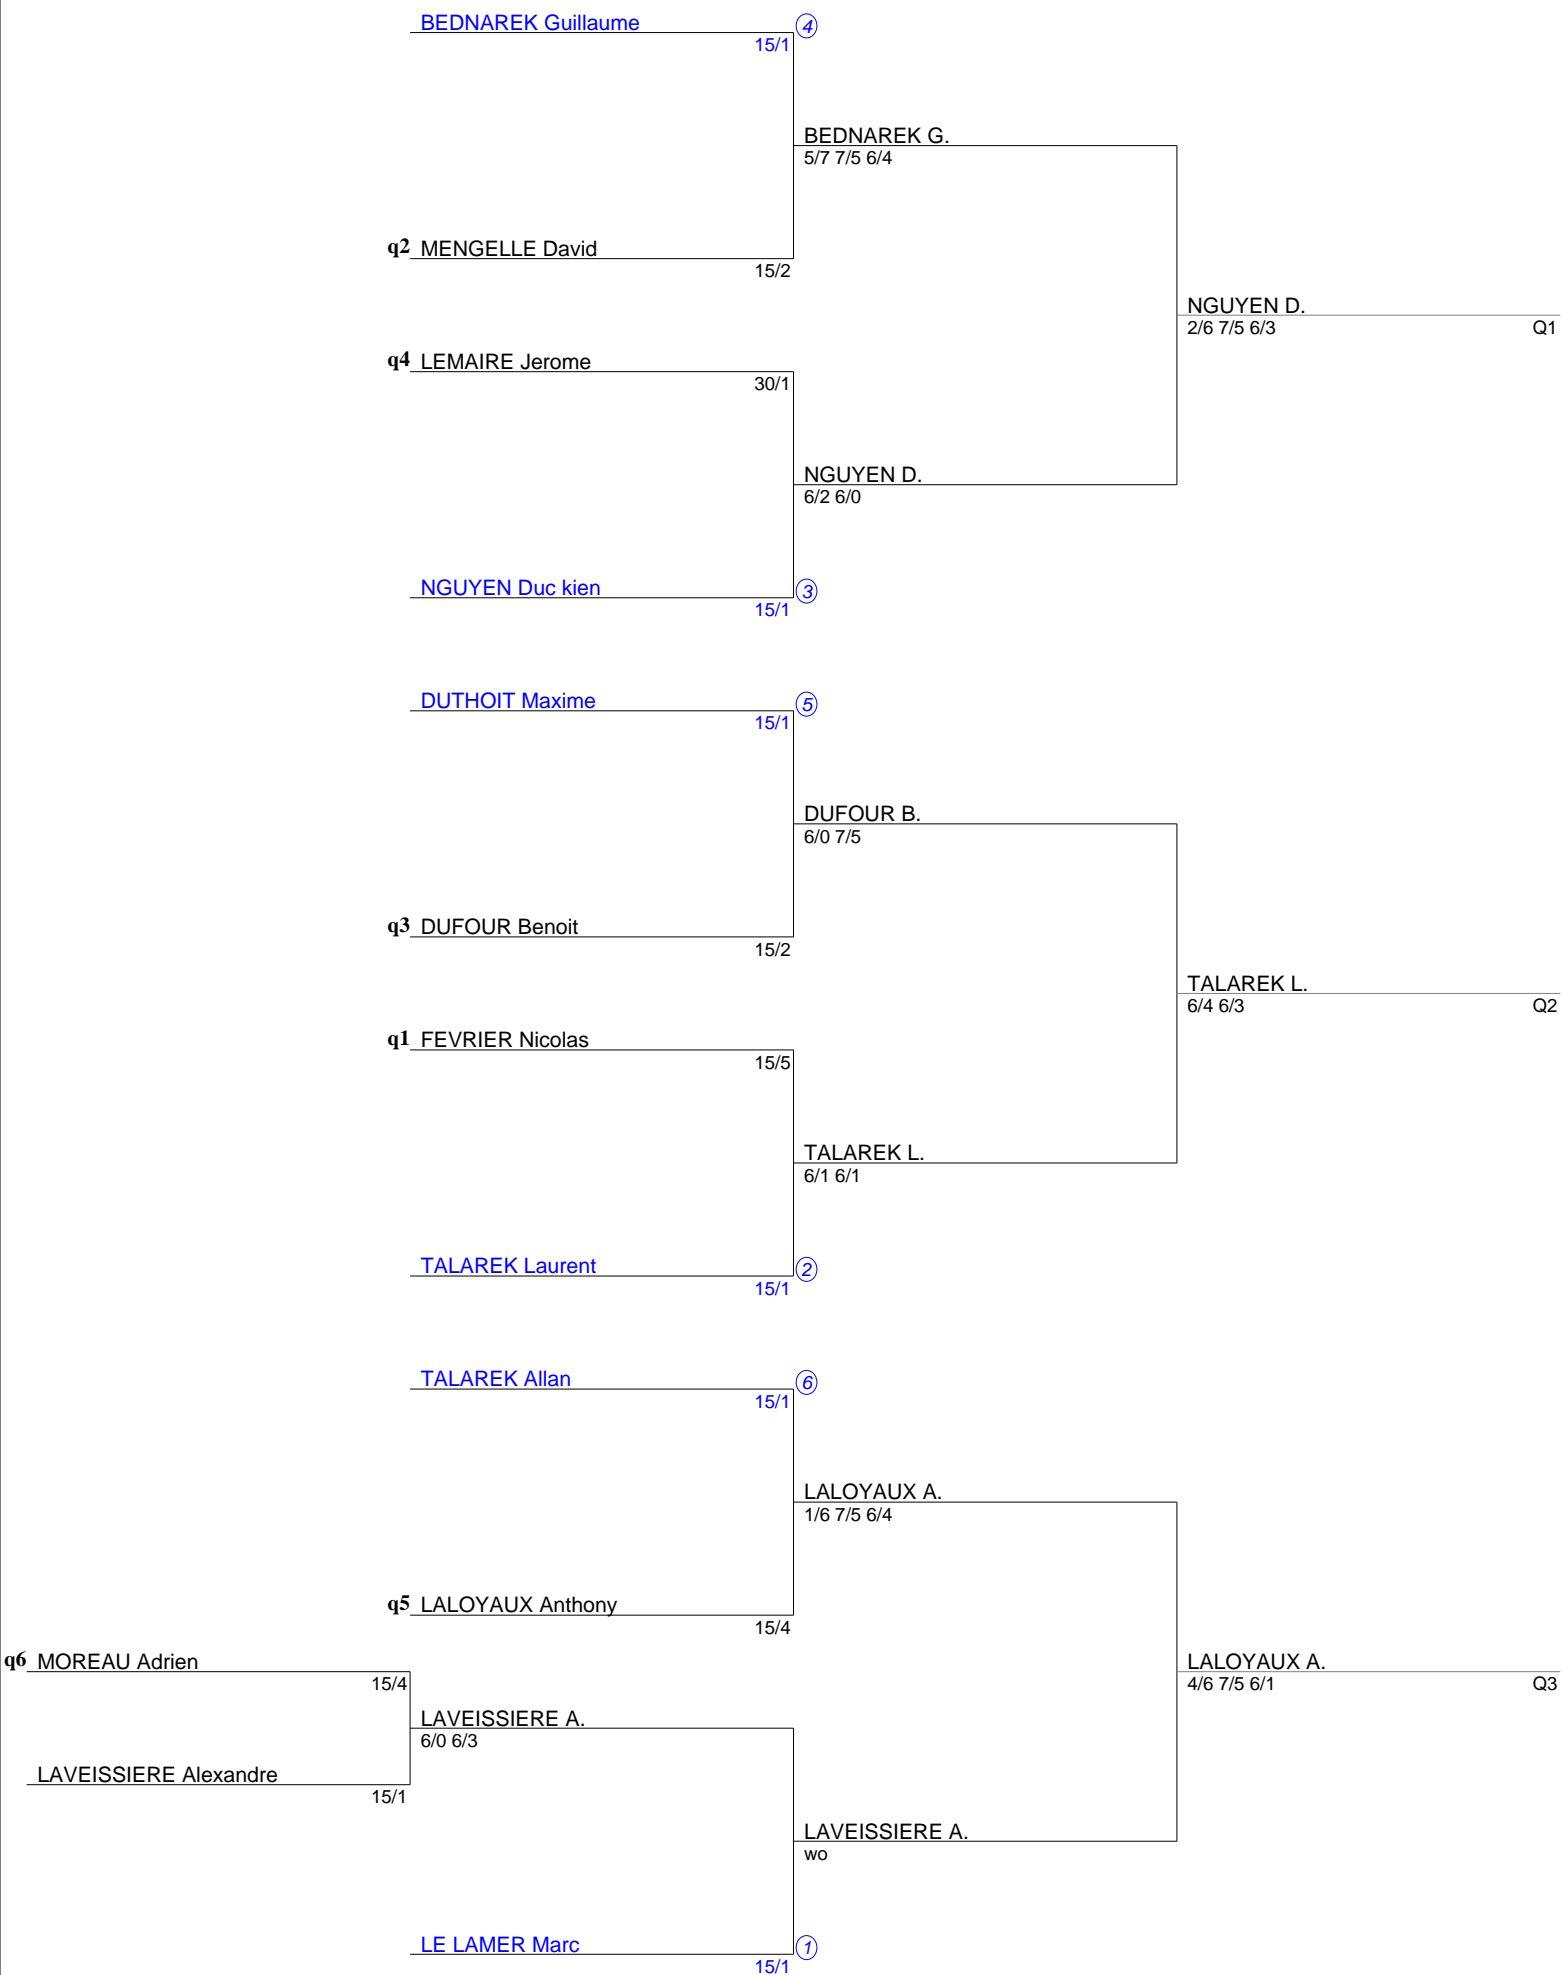 BEDNAREK Guillaume
4
15/1
BEDNAREK G.
5/7 7/5 6/4
q2 MENGELLE David
15/2
NGUYEN D.
2/6 7/5 6/3
Q1
q4 LEMAIRE Jerome
30/1
NGUYEN D.
6/2 6/0
NGUYEN Duc kien
3
15/1
DUTHOIT Maxime
5
15/1
DUFOUR B.
6/0 7/5
q3 DUFOUR Benoit
15/2
TALAREK L.
6/4 6/3
Q2
q1 FEVRIER Nicolas
15/5
TALAREK L.
6/1 6/1
TALAREK Laurent
2
15/1
TALAREK Allan
6
15/1
LALOYAUX A.
1/6 7/5 6/4
q5 LALOYAUX Anthony
15/4
q6 MOREAU Adrien
15/4
LALOYAUX A.
4/6 7/5 6/1
Q3
LAVEISSIERE A.
6/0 6/3
LAVEISSIERE Alexandre
15/1
LAVEISSIERE A.
wo
LE LAMER Marc
1
15/1